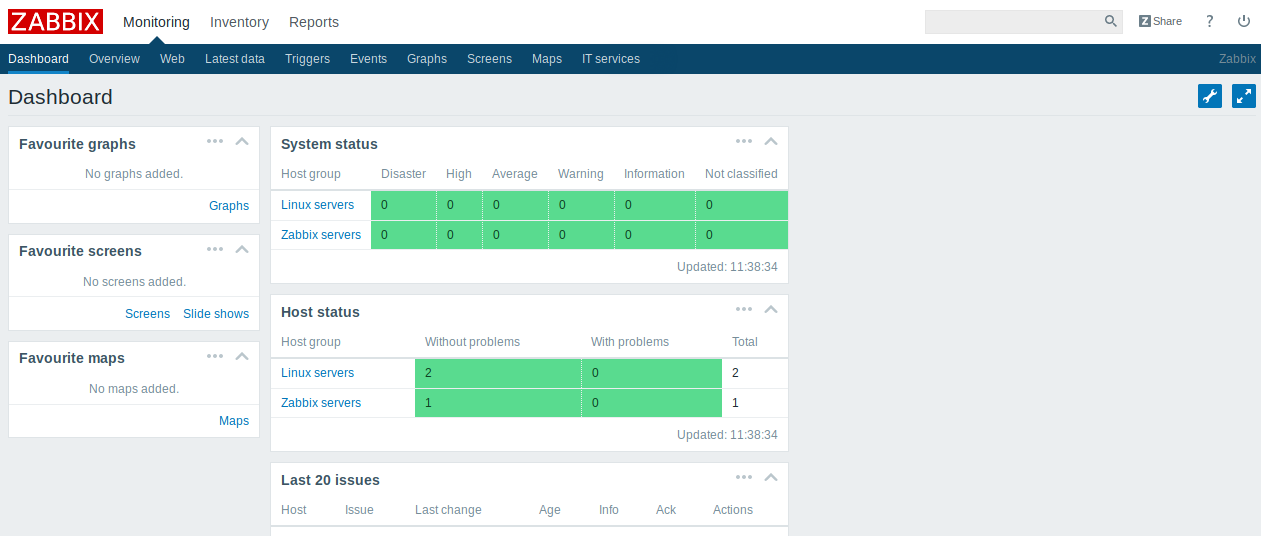 ZABBIX Monitoring Inventory Reports Z Share ?
Dashboard Overview Web Latest data Triggers Events Graphs Screens Maps IT services Zabbix
Dashboard
Favourite graphs
No graphs added.
Graphs
Favourite screens
No screens added.
Screens Slide shows
Favourite maps
No maps added.
Maps
System status
Host group Disaster High Average Warning Information Not classified
Linux servers 0 0 0 0 0 0
Zabbix servers 0 0 0 0 0 0
Updated: 11:38:34
Host status
Host group Without problems With problems Total
Linux servers 2 0 2
Zabbix servers 1 0 1
Updated: 11:38:34
Last 20 issues
Host Issue Last change Age Info Ack Actions